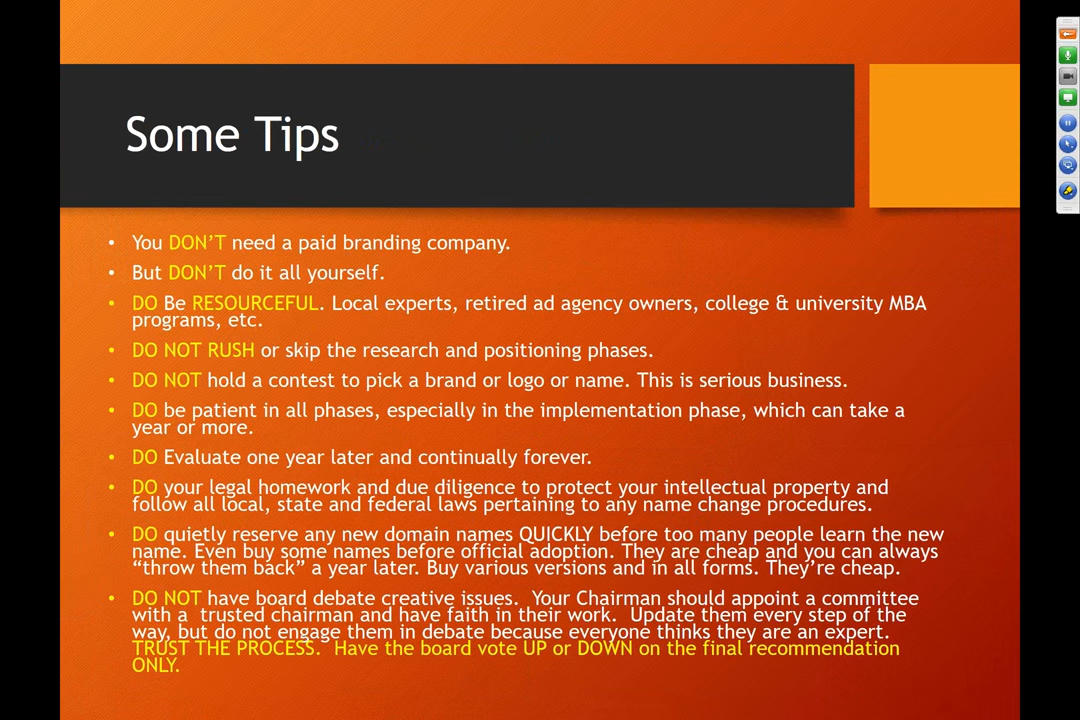 Some Tips
• You DON’T need a paid branding company.
• But DON’T do it all yourself.
• DO Be RESOURCEFUL. Local experts, retired ad agency owners, college & university MBA
programs, etc.
• DO NOT RUSH or skip the research and positioning phases.
• DO NOT hold a contest to pick a brand or logo or name. This is serious business.
• DO be patient in all phases, especially in the implementation phase, which can take a
year or more.
• DO Evaluate one year later and continually forever.
• DO your legal homework and due diligence to protect your intellectual property and
follow all local, state and federal laws pertaining to any name change procedures.
• DO quietly reserve any new domain names QUICKLY before too many people learn the new
name. Even buy some names before official adoption. They are cheap and you can always
“throw them back” a year later. Buy various versions and in all forms. They’re cheap.
• DO NOT have board debate creative issues. Your Chairman should appoint a committee
with a trusted chairman and have faith in their work. Update them every step of the
way, but do not engage them in debate because everyone thinks they are an expert.
TRUST THE PROCESS. Have the board vote UP or DOWN on the final recommendation
ONLY.